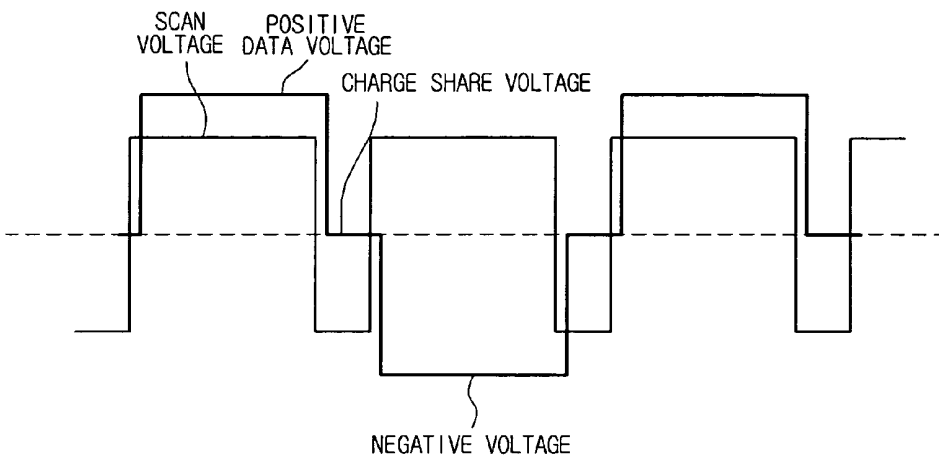 SCAN
VOLTAGE
POSITIVE
DATA VOLTAGE
CHARGE SHARE VOLTAGE
NEGATIVE VOLTAGE